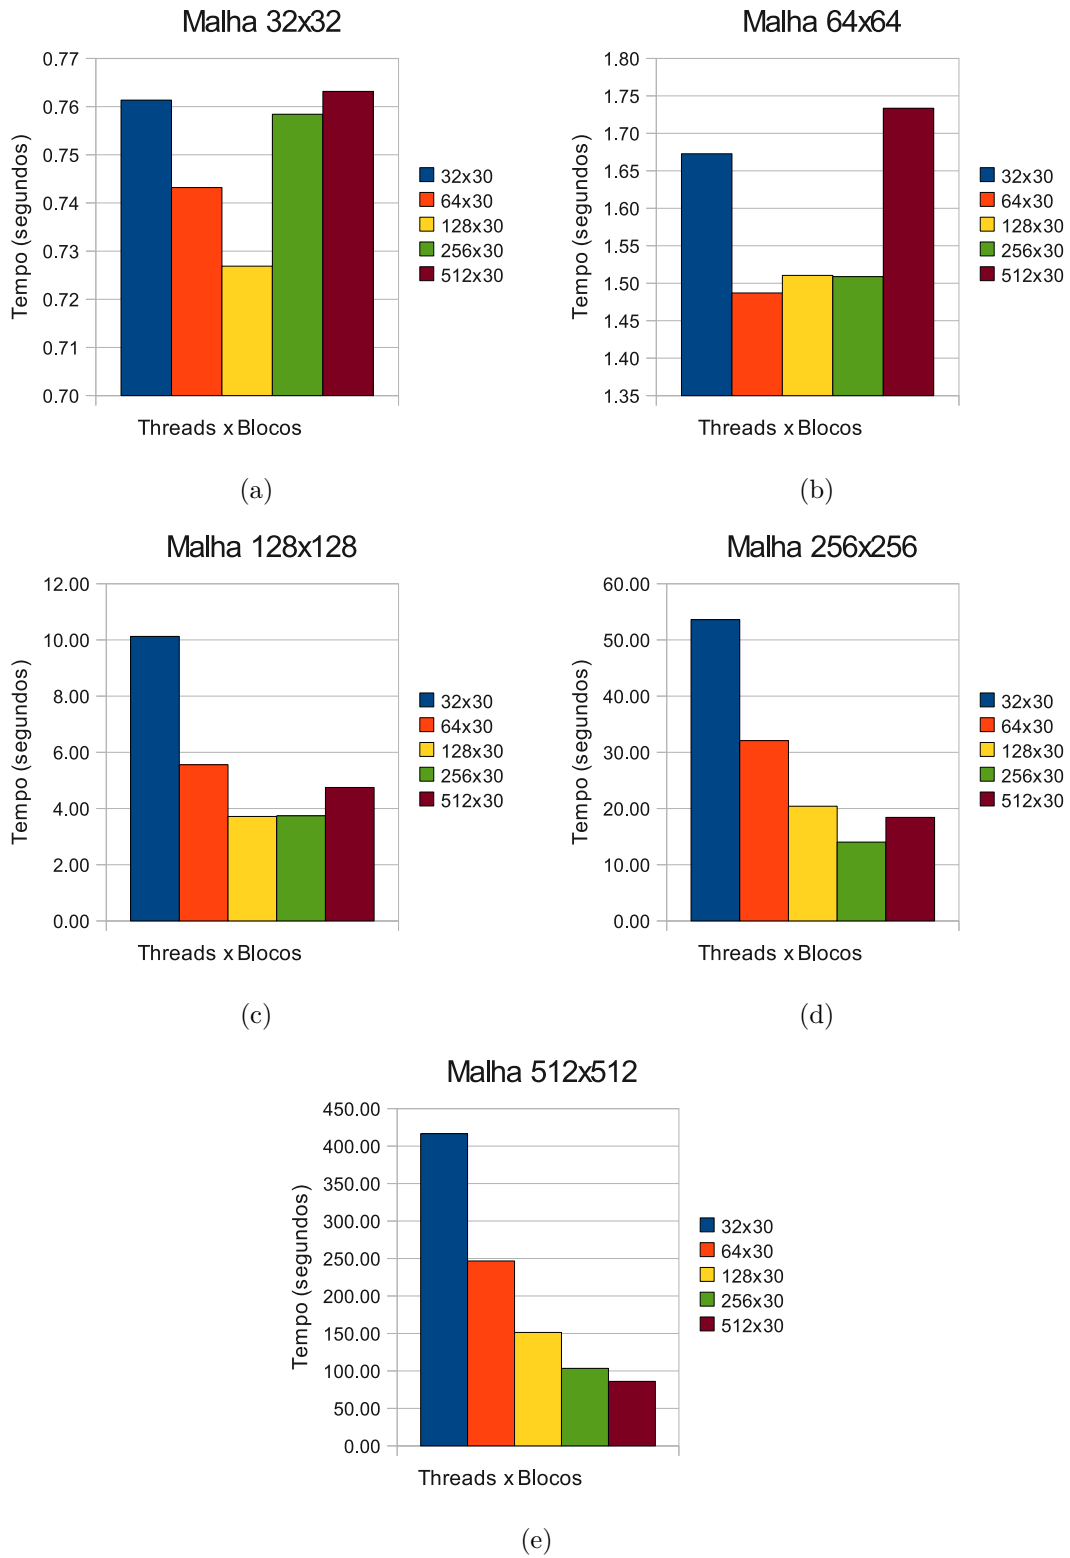 Malha 32x32
0.77
0.76
0.75
0.74
0.73
0.72
0.71
0.70
Tempo (segundos)
Threads x Blocos
32x30
64x30
128x30
256x30
512x30
(a)
Malha 64x64
1.80
1.75
1.70
1.65
1.60
1.55
1.50
1.45
1.40
1.35
Tempo (segundos)
Threads x Blocos
32x30
64x30
128x30
256x30
512x30
(b)
Malha 128x128
12.00
10.00
8.00
6.00
4.00
2.00
0.00
Tempo (segundos)
Threads x Blocos
32x30
64x30
128x30
256x30
512x30
(c)
Malha 256x256
60.00
50.00
40.00
30.00
20.00
10.00
0.00
Tempo (segundos)
Threads x Blocos
32x30
64x30
128x30
256x30
512x30
(d)
Malha 512x512
450.00
400.00
350.00
300.00
250.00
200.00
150.00
100.00
50.00
0.00
Tempo (segundos)
Threads x Blocos
32x30
64x30
128x30
256x30
512x30
(e)